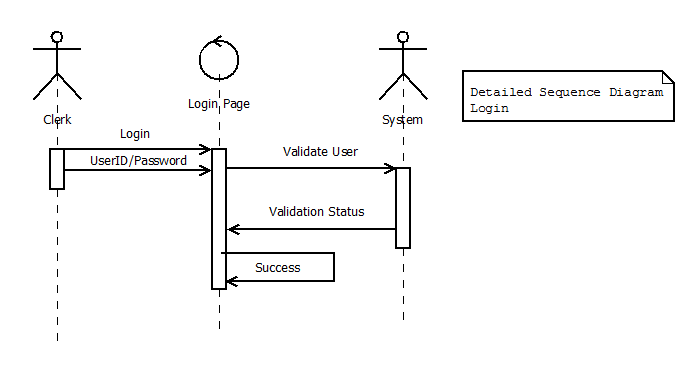 Login Page
Clerk
System
Detailed Sequence Diagram
Login
Login
UserID/Password
Validate User
Validation Status
Success